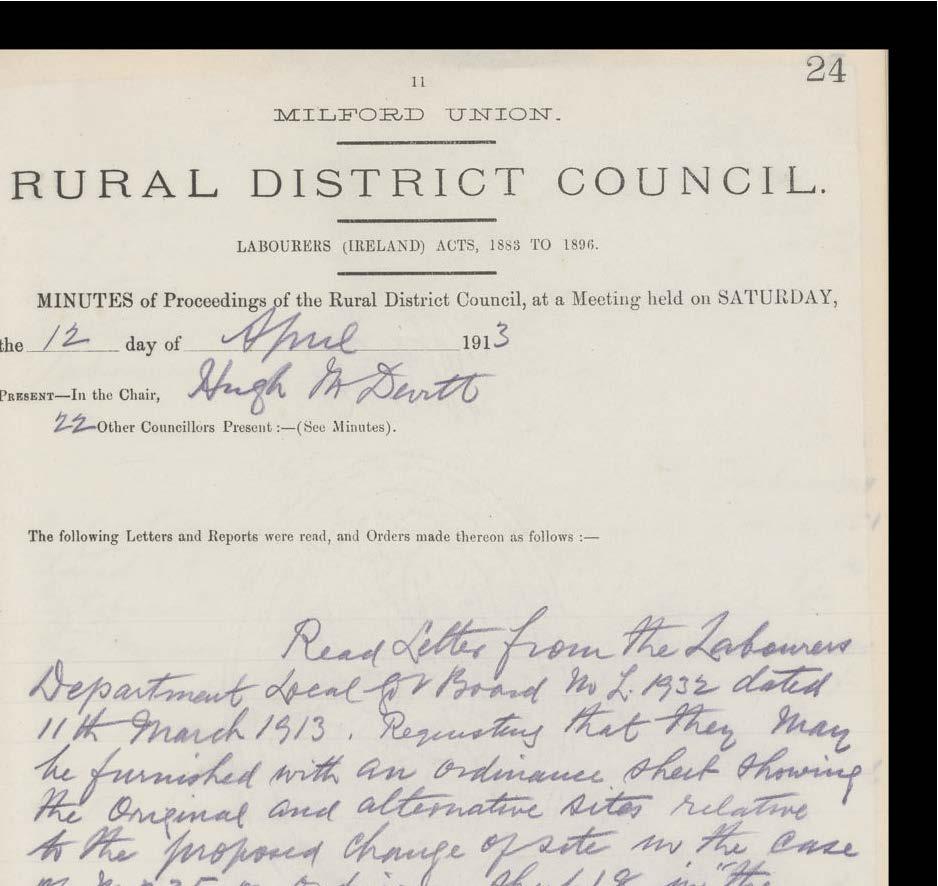 24
11
MILFORD UNION.
RURAL DISTRICT COUNCIL.
LABOURERS (IRELAND) ACTS, 1883 TO 1896.
MINUTES of Proceedings of the Rural District Council, at a Meeting held on SATURDAY,
the 12 day of April 1913
PRESENT—In the Chair, Hugh McDevitt
22 Other Councillors Present :—(See Minutes).
The following Letters and Reports were read, and Orders made thereon as follows :—
Read Letter from the Labourers
Department Local Gov Board No L. 1932 dated
11th March 1913. Requesting that they May
be furnished with an ordinance sheet showing
the Original and alternative sites relative
to the proposed Change of site in the case